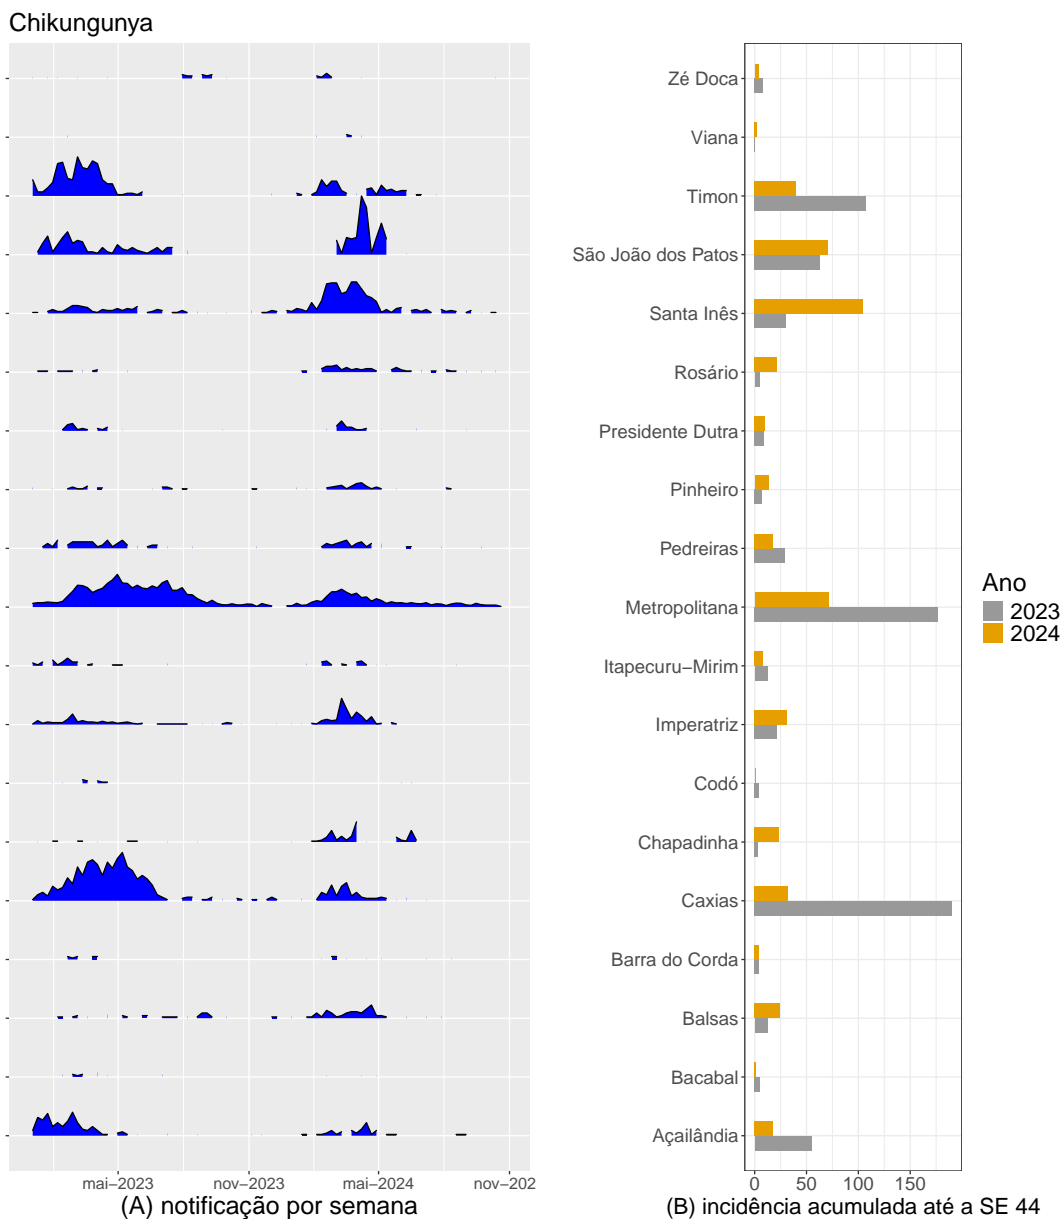 Chikungunya
Zé Doca
Viana
Timon
São João dos Patos
Santa Inês
Rosário
Presidente Dutra
Pinheiro
Pedreiras
Metropolitana
Itapecuru−Mirim
Imperatriz
Codó
Chapadinha
Caxias
Barra do Corda
Balsas
Bacabal
Açailândia
Ano
2023
2024
mai−2023 nov−2023 mai−2024 nov−202
0 50 100 150
(A) notificação por semana
(B) incidência acumulada até a SE 44